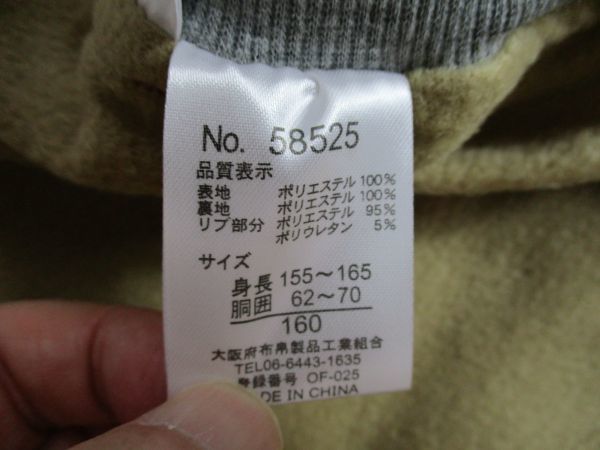 No. 58525
品質表示
表地 ポリエステル 100%
裏地 ポリエステル 100%
リブ部分 ポリエステル 95%
ポリウレタン 5%
サイズ
身長 155～165
胴囲 62～70
160
大阪府布帛製品工業組合
TEL06-6443-1635
登録番号 OF-025
MADE IN CHINA